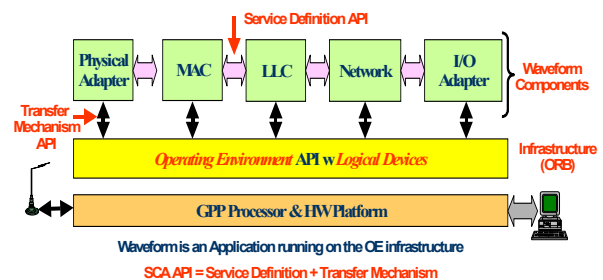 Service Definition API
Physical
Adapter
MAC
LLC
Network
I/O
Adapter
Waveform
Components
Transfer
Mechanism
API
Operating Environment API w Logical Devices
Infrastructure
(ORB)
GPP Processor & HW Platform
Waveform is an Application running on the OE infrastructure
SCA API = Service Definition + Transfer Mechanism